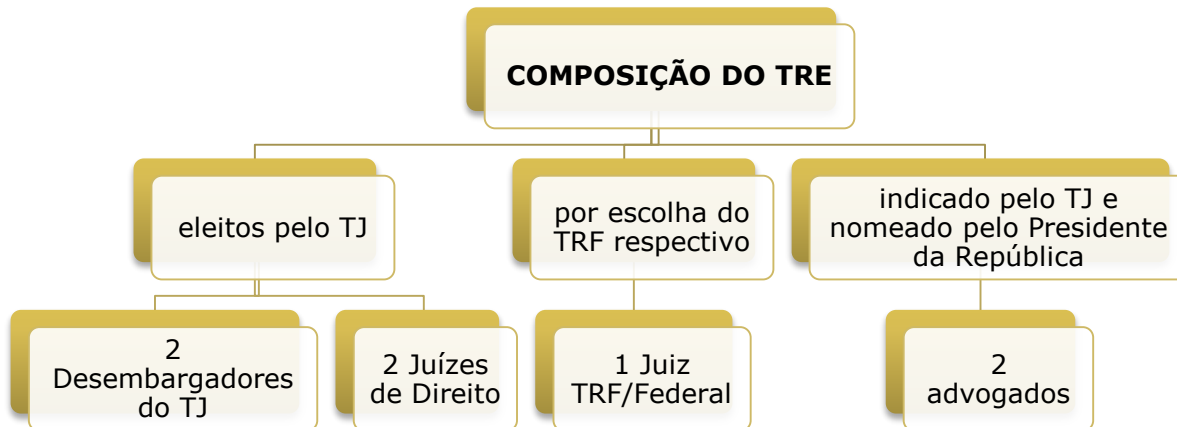 COMPOSIÇÃO DO TRE
eleitos pelo TJ
por escolha do
TRF respectivo
indicado pelo TJ e
nomeado pelo Presidente
da República
2
Desembargadores
do TJ
2 Juízes
de Direito
1 Juiz
TRF/Federal
2
advogados